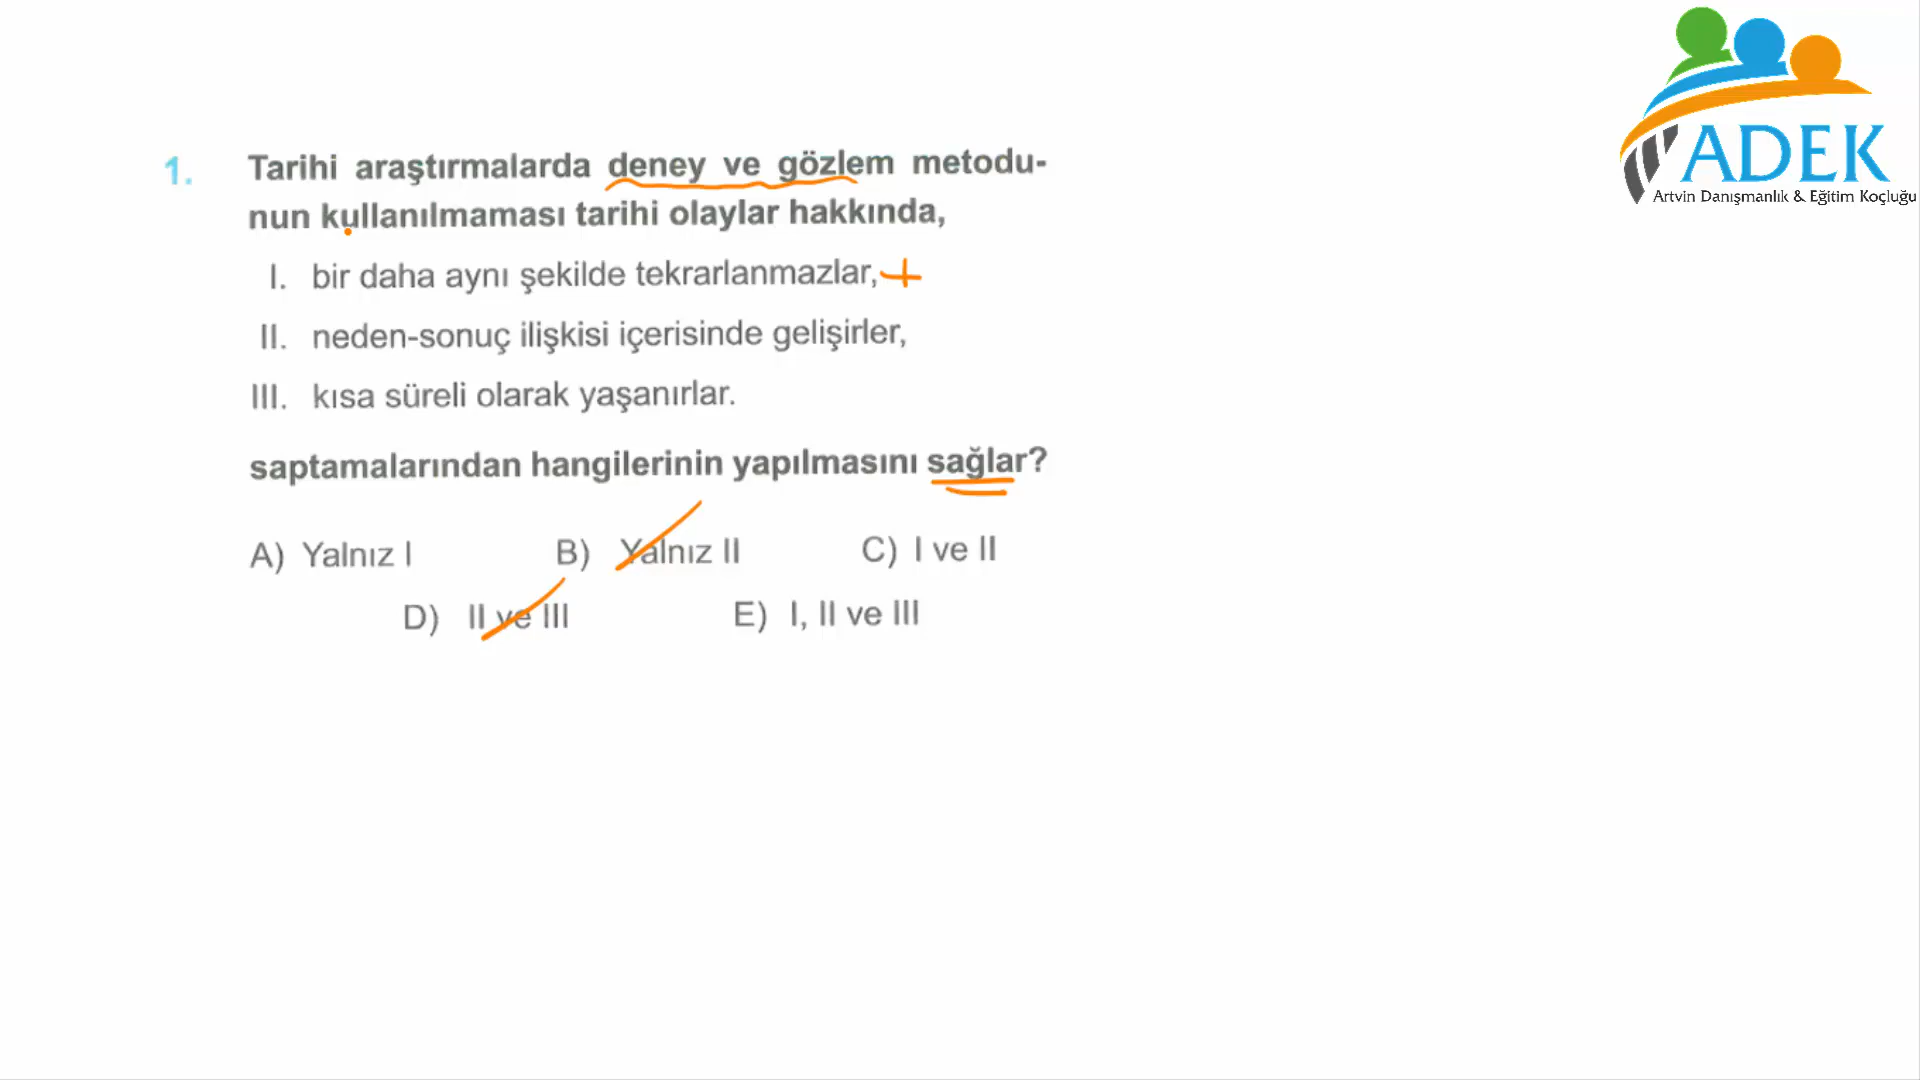 ADEK
Artvin Danışmanlık & Eğitim Koçluğu
1. Tarihi araştırmalarda deney ve gözlem metodu-
nun kullanılmaması tarihi olaylar hakkında,
I. bir daha aynı şekilde tekrarlanmazlar, +
II. neden-sonuç ilişkisi içerisinde gelişirler,
III. kısa süreli olarak yaşanırlar.
saptamalarından hangilerinin yapılmasını sağlar?
A) Yalnız I B) Yalnız II C) I ve II
D) II ve III E) I, II ve III